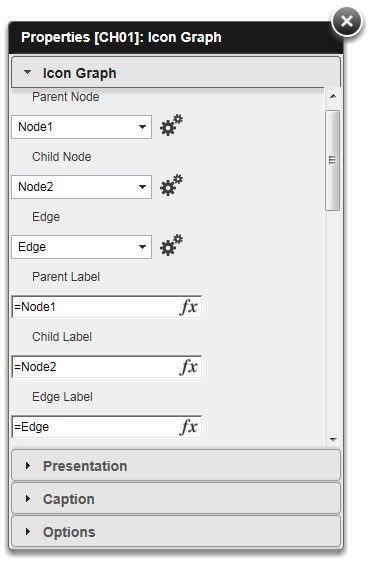 Properties [CH01]: Icon Graph
Icon Graph
Parent Node
Node1
Child Node
Node2
Edge
Edge
Parent Label
=Node1 fx
Child Label
=Node2 fx
Edge Label
=Edge fx
Presentation
Caption
Options